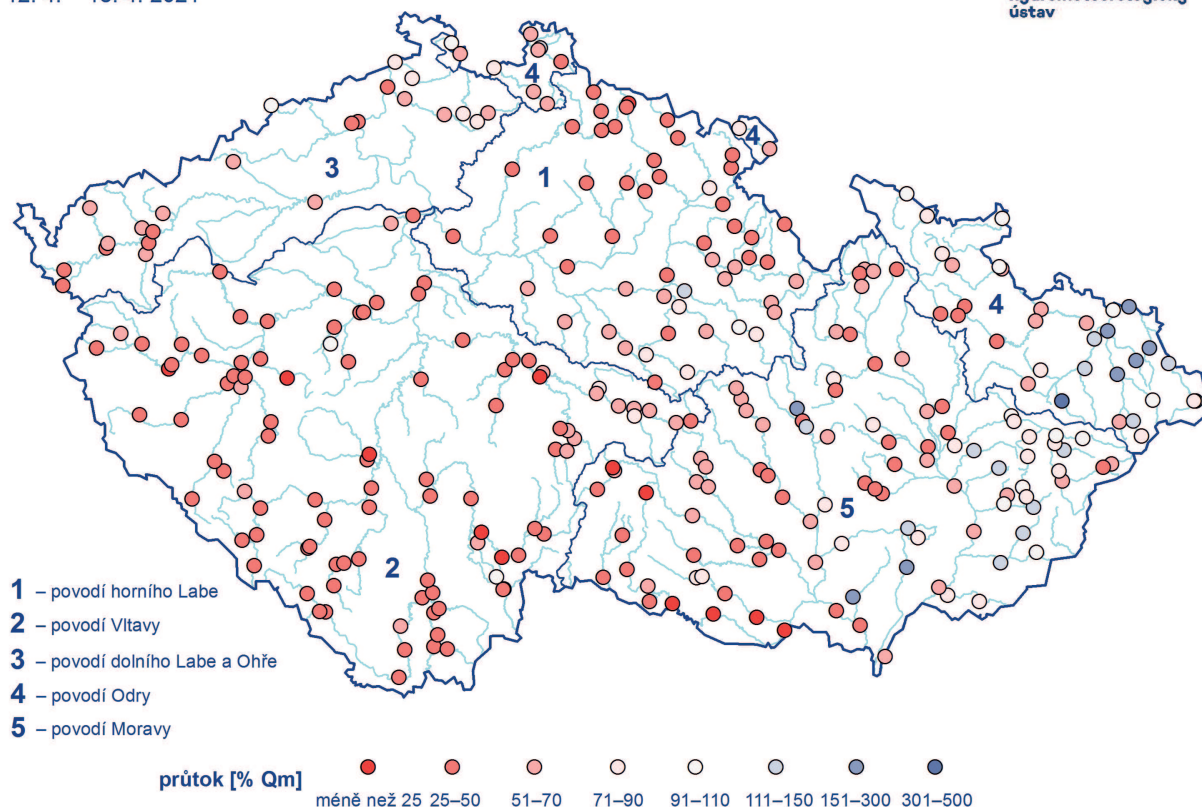 ústav
4
4
3
1
4
5
2
1 – povodí horního Labe
2 – povodí Vltavy
3 – povodí dolního Labe a Ohře
4 – povodí Odry
5 – povodí Moravy
průtok [% Qm]
méně než 25 25–50 51–70 71–90 91–110 111–150 151–300 301–500